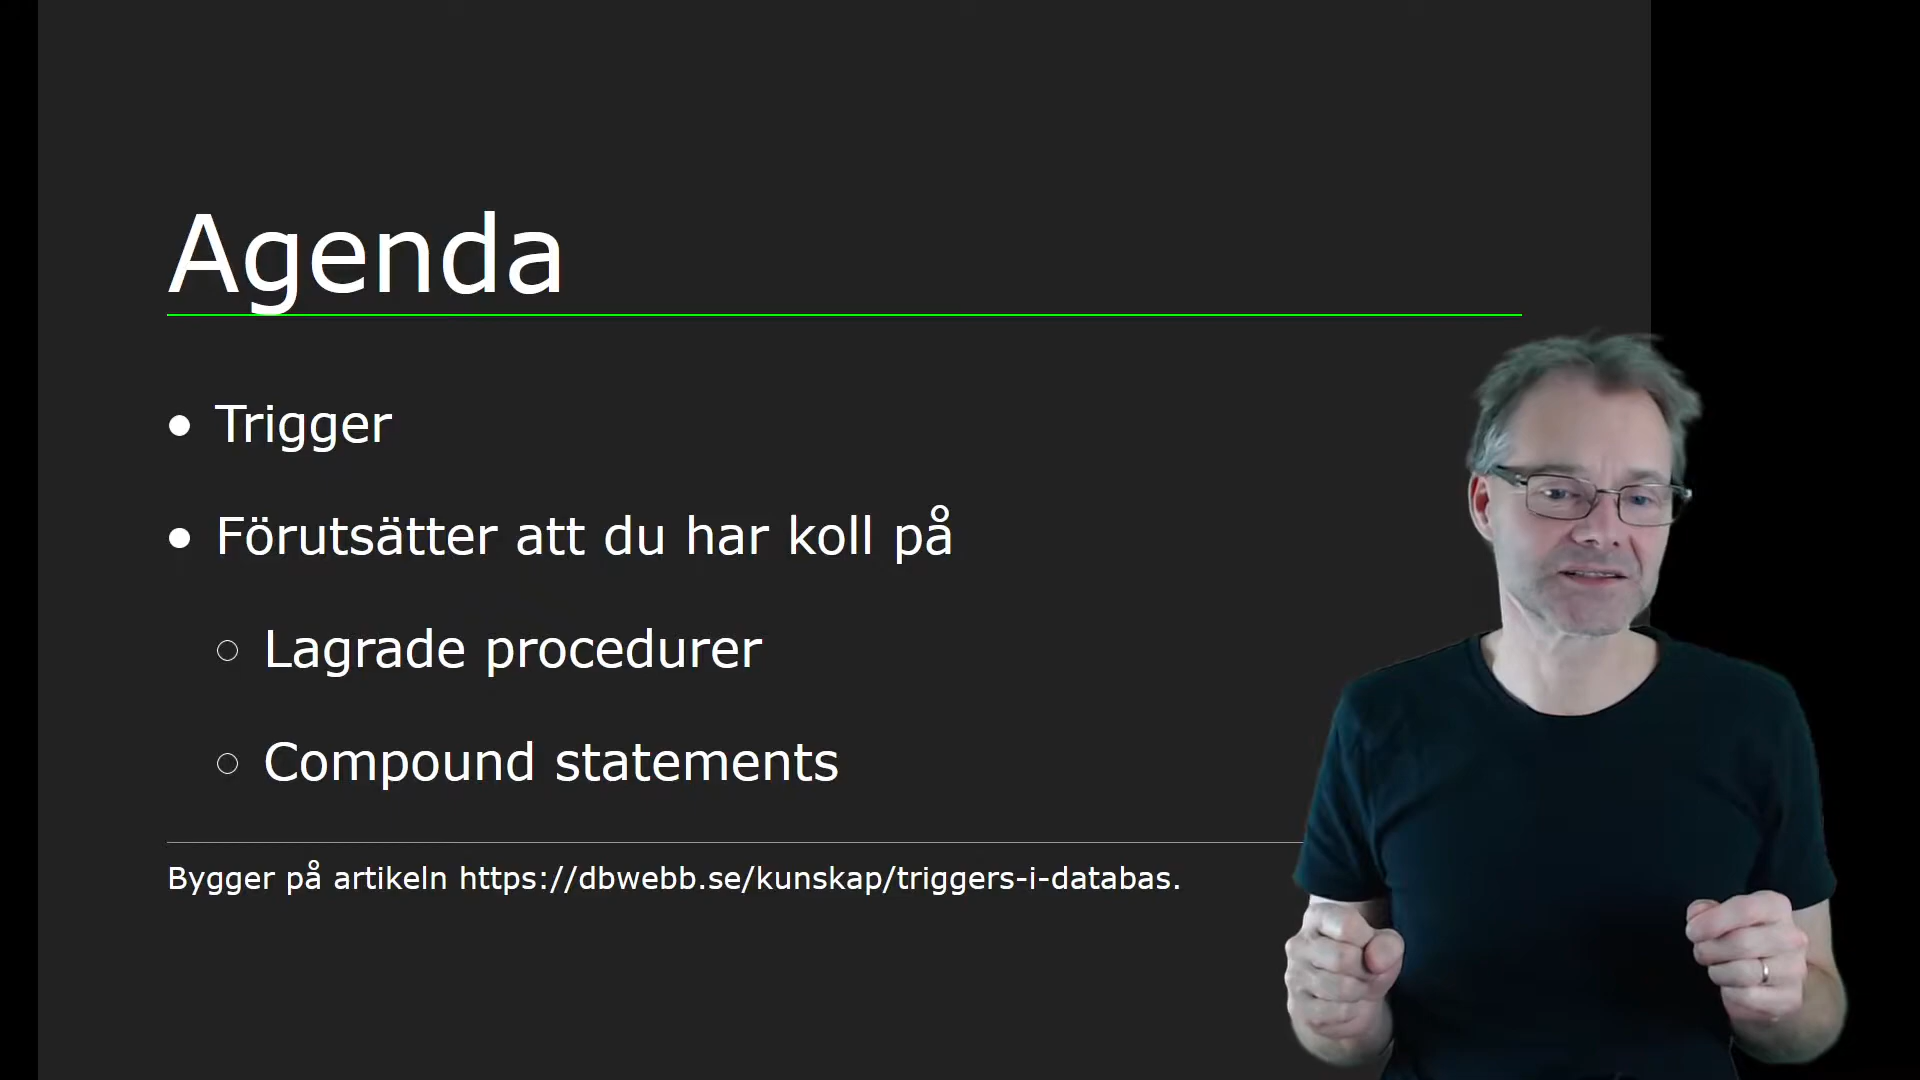 Agenda
Trigger
Förutsätter att du har koll på
Lagrade procedurer
Compound statements
Bygger på artikeln https://dbwebb.se/kunskap/triggers-i-databas.